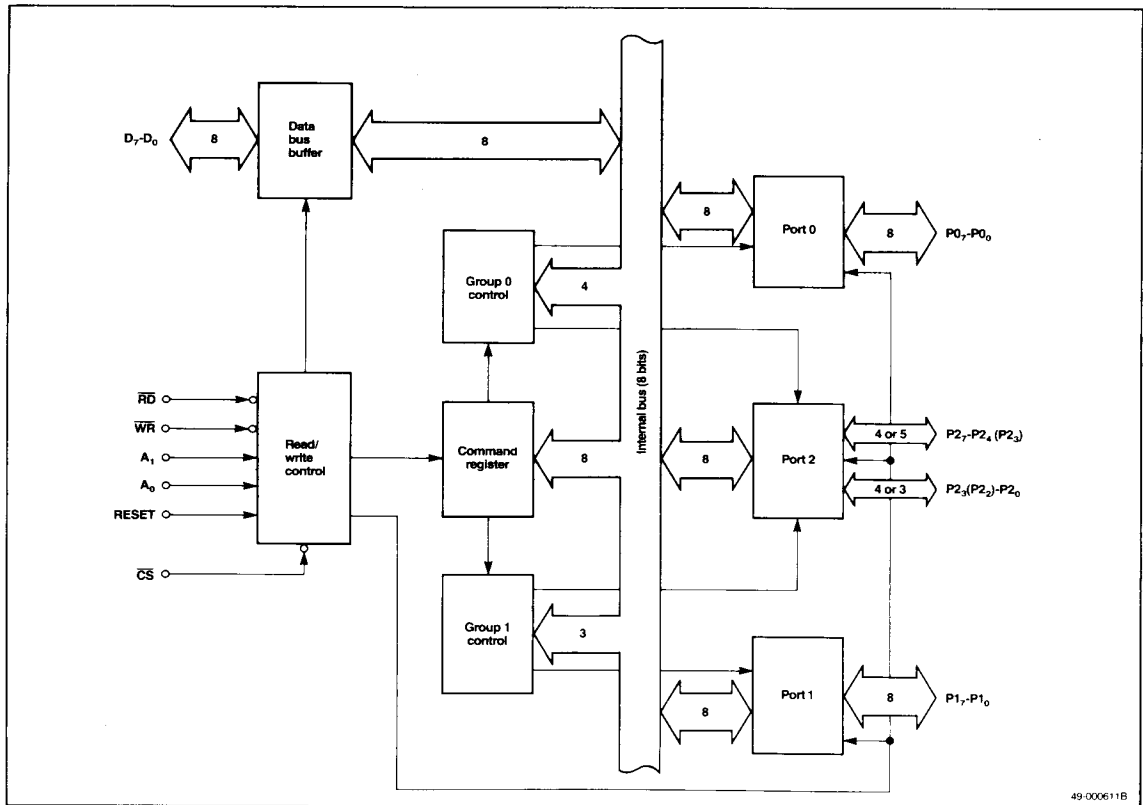 D7-D0
8
Data
bus
buffer
8
8
Port 0
8
P07-P00
Group 0
control
4
Internal bus (8 bits)
R̅D̅
W̅R̅
A1
A0
RESET
C̅S̅
Read/
write
control
Command
register
8
8
Port 2
4 or 5
P27-P24 (P23)
4 or 3
P23(P22)-P20
Group 1
control
3
8
Port 1
8
P17-P10
49-000611B